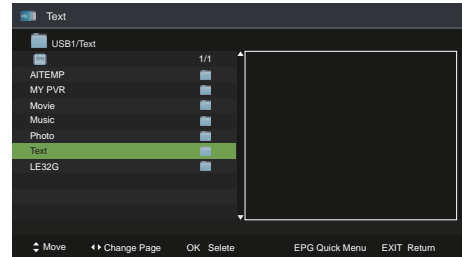 Text
USB1/Text
1/1
AITEMP
MY PVR
Movie
Music
Photo
Text
LE32G
Move Change Page OK Selete EPG Quick Menu EXIT Return